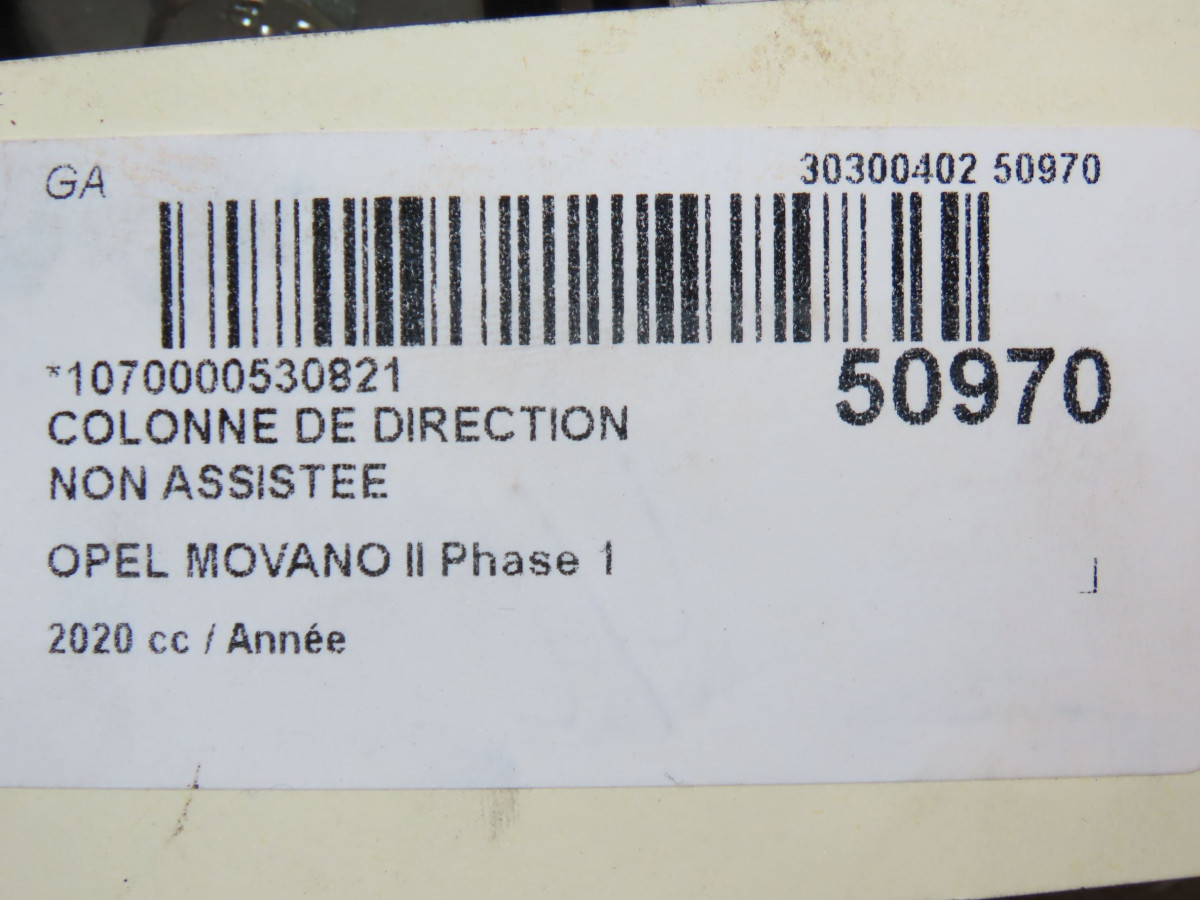 GA
30300402 50970
*1070000530821
50970
COLONNE DE DIRECTION
NON ASSISTEE
OPEL MOVANO II Phase 1
2020 cc / Année